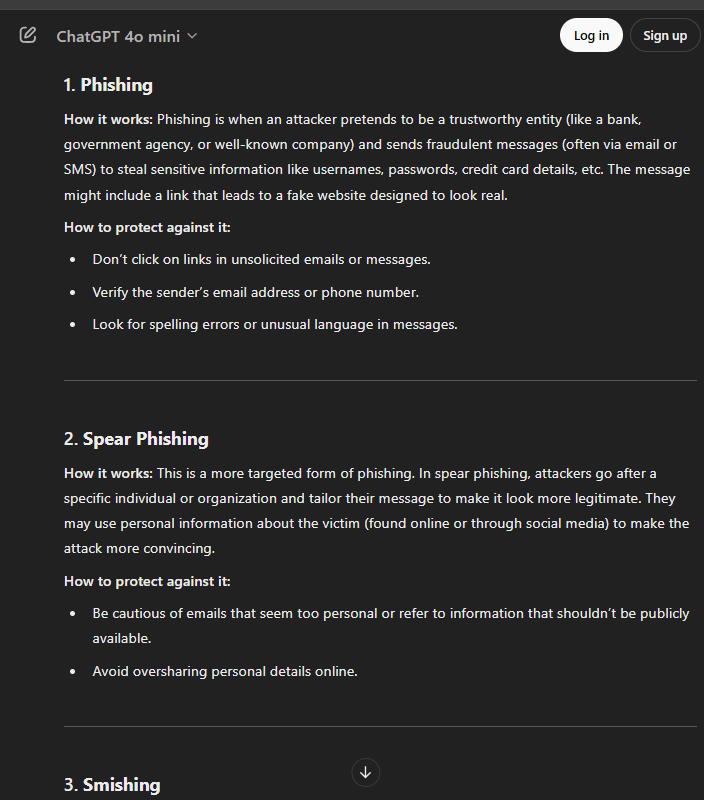 ChatGPT 4o mini
Log in
Sign up
1. Phishing
How it works: Phishing is when an attacker pretends to be a trustworthy entity (like a bank,
government agency, or well-known company) and sends fraudulent messages (often via email or
SMS) to steal sensitive information like usernames, passwords, credit card details, etc. The message
might include a link that leads to a fake website designed to look real.
How to protect against it:
• Don’t click on links in unsolicited emails or messages.
• Verify the sender’s email address or phone number.
• Look for spelling errors or unusual language in messages.
2. Spear Phishing
How it works: This is a more targeted form of phishing. In spear phishing, attackers go after a
specific individual or organization and tailor their message to make it look more legitimate. They
may use personal information about the victim (found online or through social media) to make the
attack more convincing.
How to protect against it:
• Be cautious of emails that seem too personal or refer to information that shouldn’t be publicly
available.
• Avoid oversharing personal details online.
3. Smishing